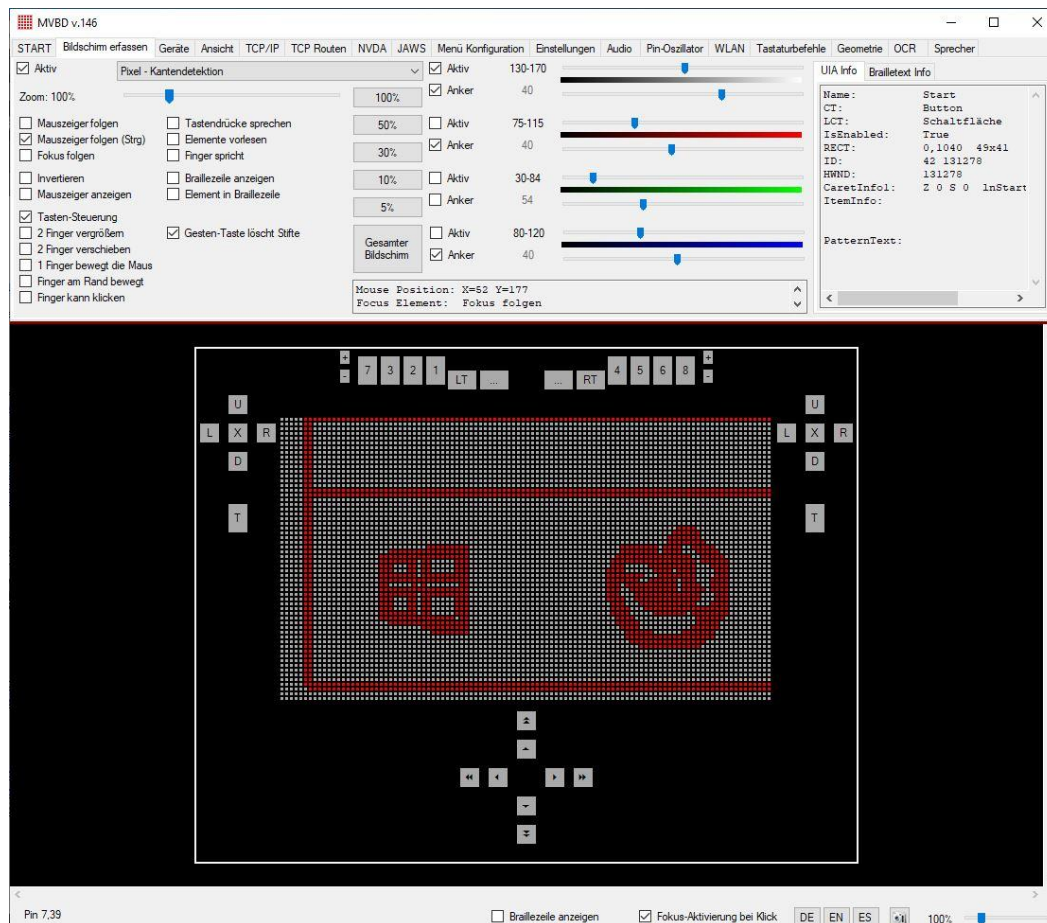 MVBD v.146
START Bildschirm erfassen Geräte Ansicht TCP/IP TCP Routen NVDA JAWS Menü Konfiguration Einstellungen Audio Pin-Oszillator WLAN Tastaturbefehle Geometrie OCR Sprecher
Aktiv Pixel - Kantendetektion
Zoom: 100%
Mauszeiger folgen Tastendrücke sprechen
Mauszeiger folgen (Strg) Elemente vorlesen
Fokus folgen Finger spricht
Invertieren Braillezeile anzeigen
Mauszeiger anzeigen Element in Braillezeile
Tasten-Steuerung
2 Finger vergrößern Gesten-Taste löscht Stifte
2 Finger verschieben
1 Finger bewegt die Maus
Finger am Rand bewegt
Finger kann klicken
100%
50%
30%
10%
5%
Gesamter
Bildschirm
Aktiv 130-170
Anker 40
Aktiv 75-115
Anker 40
Aktiv 30-84
Anker 54
Aktiv 80-120
Anker 40
Mouse Position: X=52 Y=177
Focus Element: Fokus folgen
UIA Info Brailletext Info
Name: Start
CT: Button
LCT: Schaltfläche
IsEnabled: True
RECT: 0,1040 49x41
ID: 42 131278
HWND: 131278
CaretInfo1: Z 0 S 0 lnStart
ItemInfo:
PatternText:
+ +
7 3 2 1 LT ... ... RT 4 5 6 8
- -
U U
L X R L X R
D D
T T
Pin 7,39 Braillezeile anzeigen Fokus-Aktivierung bei Klick DE EN ES 100%